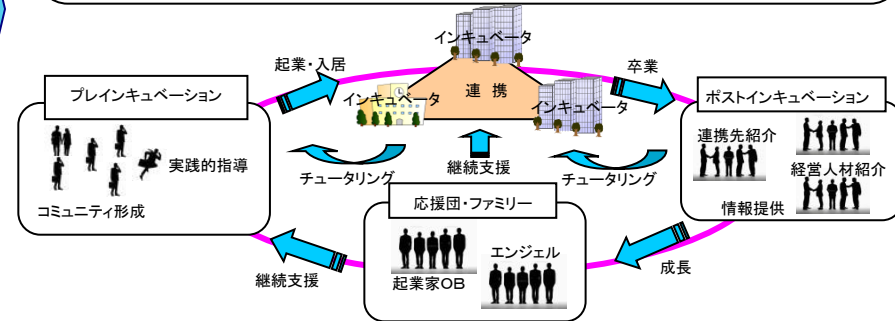 インキュベータ
起業・入居
卒業
プレインキュベーション
インキュベータ
連 携
インキュベータ
ポストインキュベーション
連携先紹介
実践的指導
継続支援
経営人材紹介
チュータリング
チュータリング
コミュニティ形成
応援団・ファミリー
情報提供
エンジェル
継続支援
起業家OB
成長